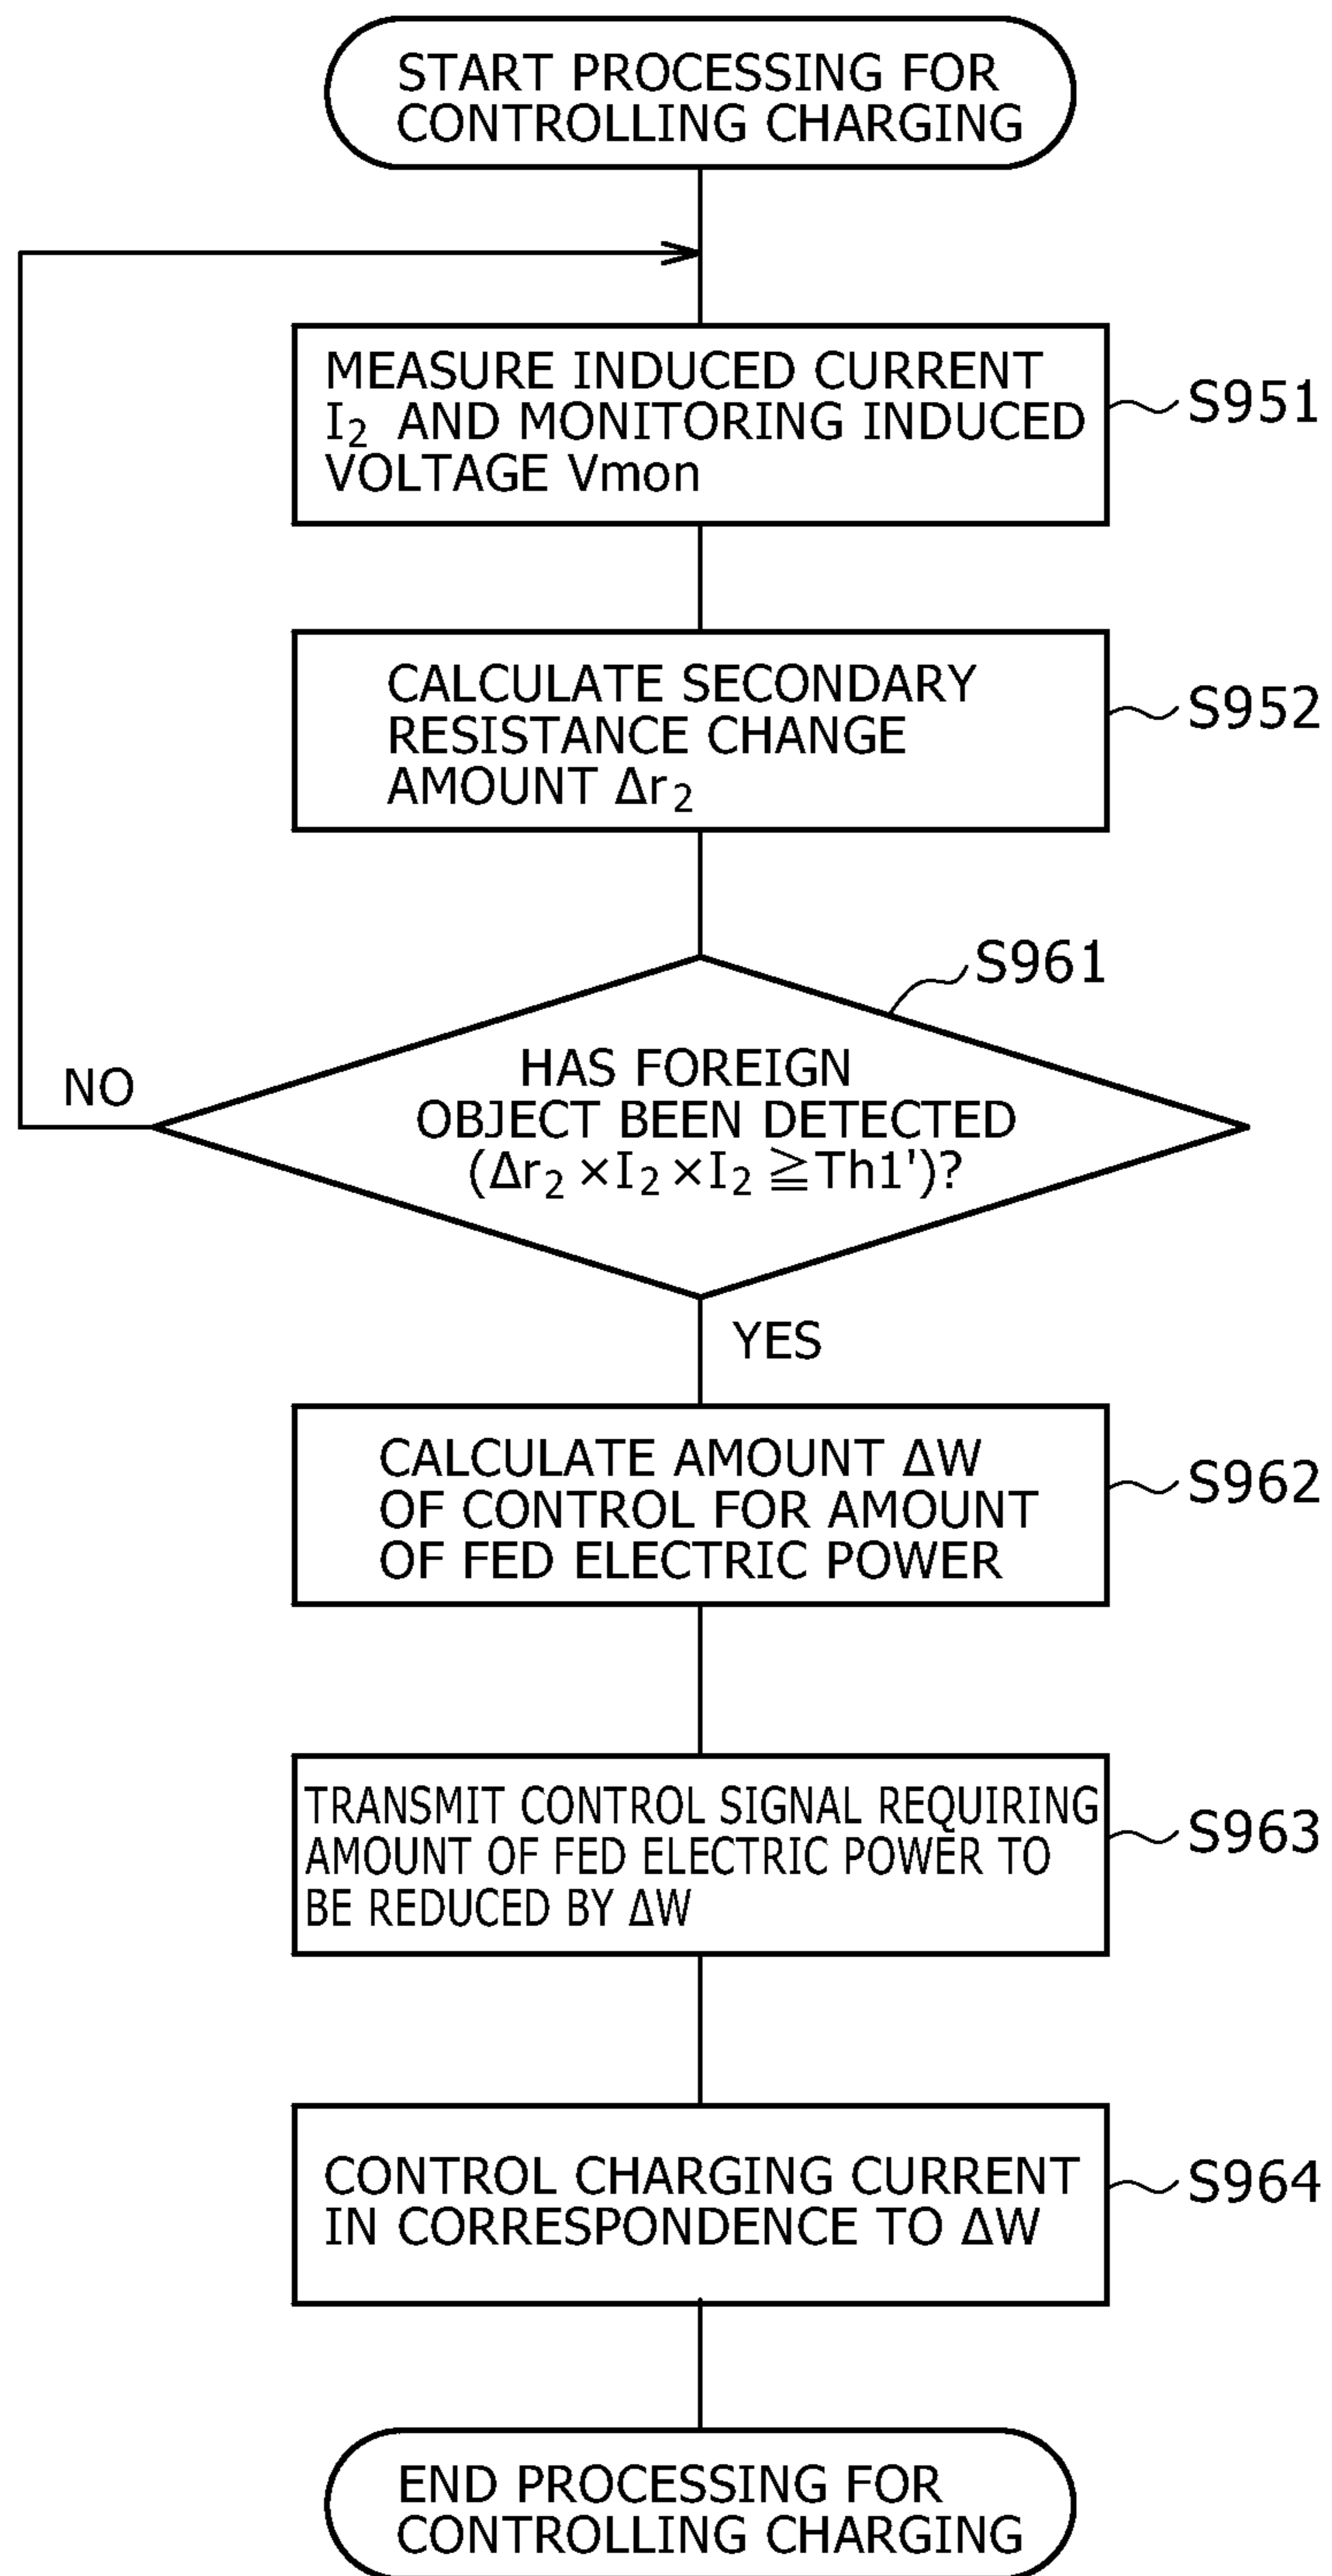 START PROCESSING FOR
CONTROLLING CHARGING
MEASURE INDUCED CURRENT
I₂ AND MONITORING INDUCED
VOLTAGE Vmon
S951
CALCULATE SECONDARY
RESISTANCE CHANGE
AMOUNT Δr₂
S952
S961
HAS FOREIGN
OBJECT BEEN DETECTED
(Δr₂ ×I₂ ×I₂ ≧Th1')?
NO
YES
CALCULATE AMOUNT ΔW
OF CONTROL FOR AMOUNT
OF FED ELECTRIC POWER
S962
TRANSMIT CONTROL SIGNAL REQUIRING
AMOUNT OF FED ELECTRIC POWER TO
BE REDUCED BY ΔW
S963
CONTROL CHARGING CURRENT
IN CORRESPONDENCE TO ΔW
S964
END PROCESSING FOR
CONTROLLING CHARGING